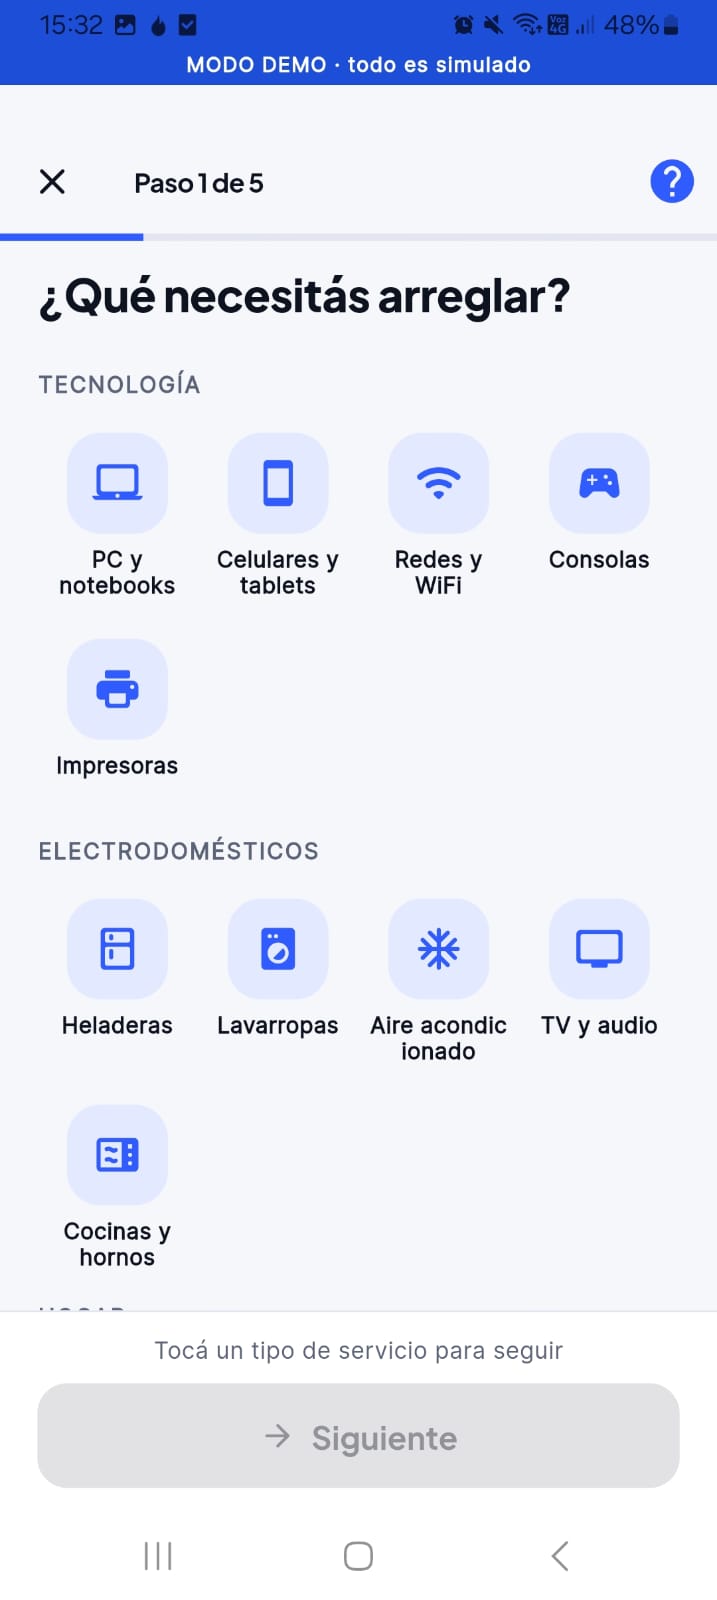 15:32
Voz 4G
48%
MODO DEMO · todo es simulado
Paso 1 de 5
?
¿Qué necesitás arreglar?
TECNOLOGÍA
PC y notebooks
Celulares y tablets
Redes y WiFi
Consolas
Impresoras
ELECTRODOMÉSTICOS
Heladeras
Lavarropas
Aire acondic
ionado
TV y audio
Cocinas y hornos
Tocá un tipo de servicio para seguir
→ Siguiente